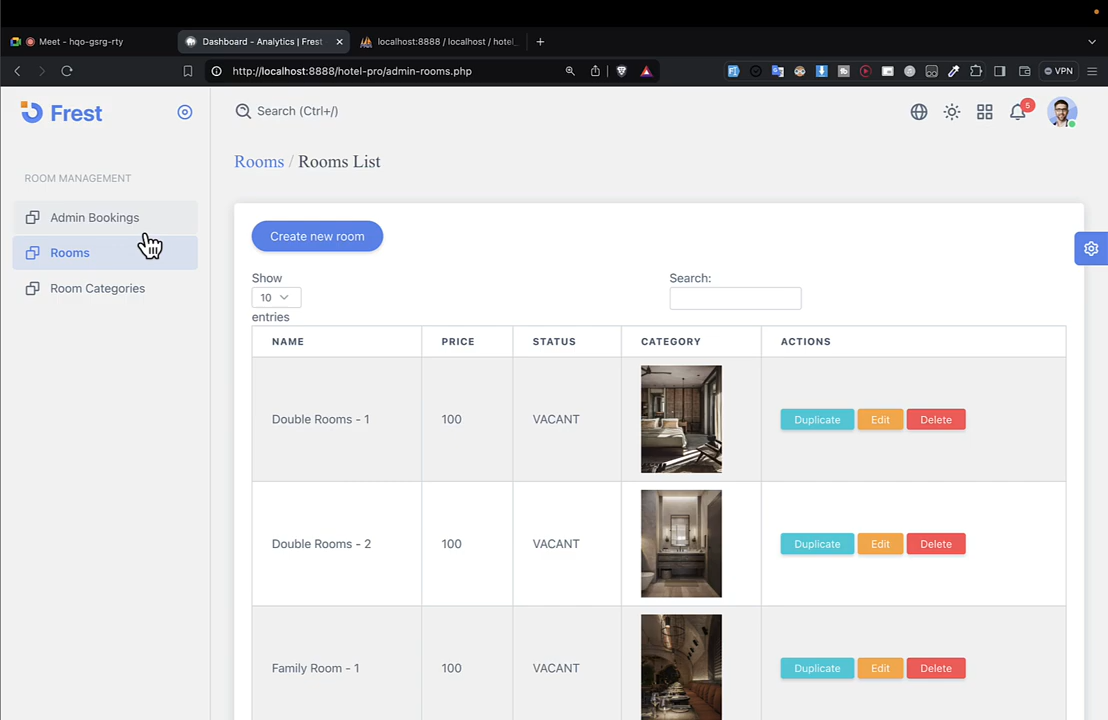 Meet - hqo-gsrg-rty
Dashboard - Analytics | Frest
localhost:8888 / localhost / hotel_
http://localhost:8888/hotel-pro/admin-rooms.php
VPN
Frest
Search (Ctrl+/)
5
ROOM MANAGEMENT
Admin Bookings
Rooms
Room Categories
Rooms / Rooms List
Create new room
Show
10
entries
Search:
NAME PRICE STATUS CATEGORY ACTIONS
Double Rooms - 1 100 VACANT Duplicate Edit Delete
Double Rooms - 2 100 VACANT Duplicate Edit Delete
Family Room - 1 100 VACANT Duplicate Edit Delete